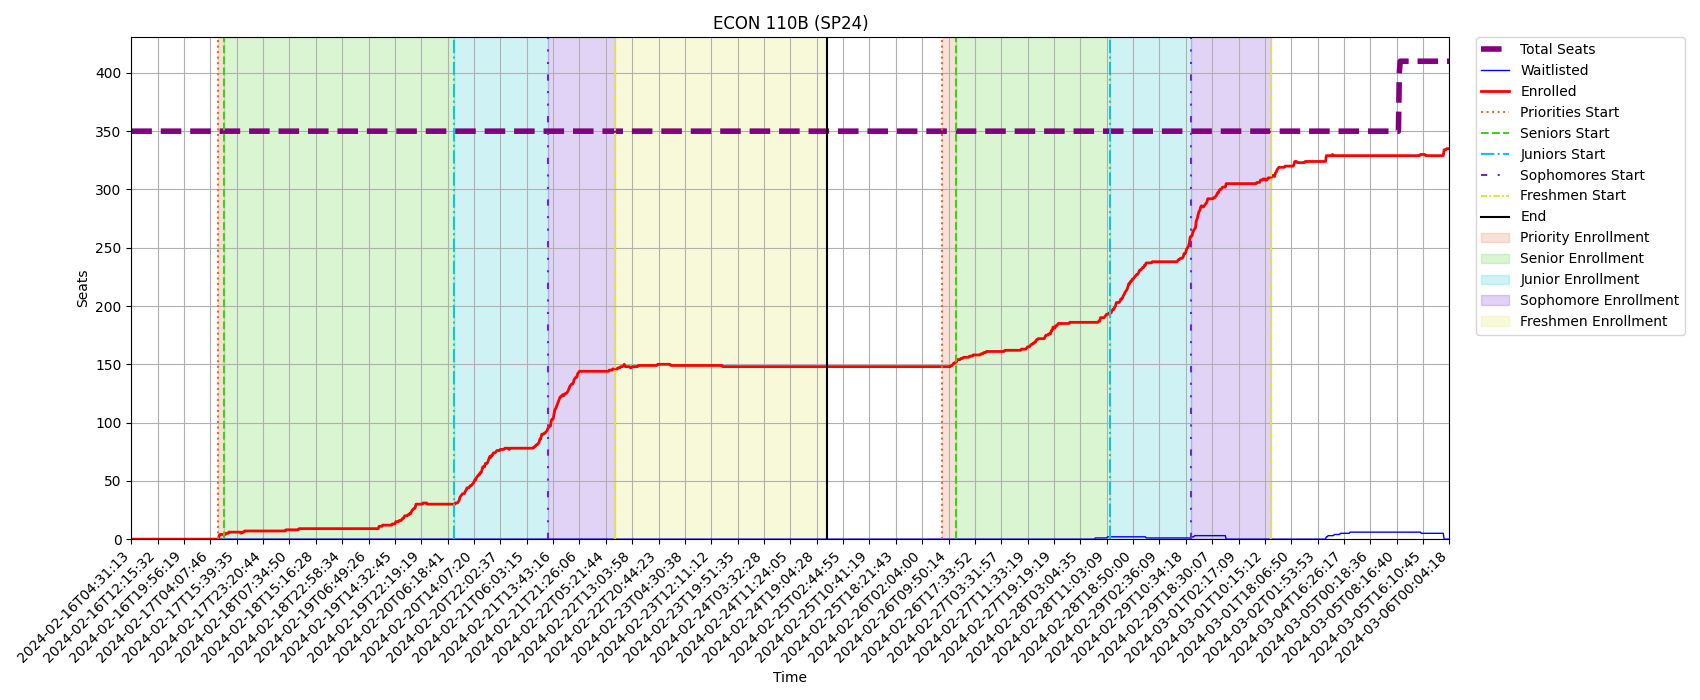 ECON 110B (SP24)
Seats
400
350
300
250
200
150
100
50
0
2024-02-16T04:31:13
2024-02-16T12:15:32
2024-02-16T19:56:19
2024-02-17T04:07:46
2024-02-17T15:39:35
2024-02-17T23:20:44
2024-02-18T07:34:50
2024-02-18T15:16:28
2024-02-18T22:58:34
2024-02-19T06:49:26
2024-02-19T14:32:45
2024-02-19T22:19:19
2024-02-20T06:18:41
2024-02-20T14:07:20
2024-02-20T22:02:37
2024-02-21T06:03:15
2024-02-21T13:43:16
2024-02-21T21:26:06
2024-02-22T05:21:44
2024-02-22T13:03:58
2024-02-22T20:44:23
2024-02-23T04:30:38
2024-02-23T12:11:12
2024-02-23T19:51:35
2024-02-24T03:32:28
2024-02-24T11:24:05
2024-02-24T19:04:28
2024-02-25T02:44:55
2024-02-25T10:41:19
2024-02-25T18:21:43
2024-02-26T02:04:00
2024-02-26T09:50:14
2024-02-26T17:33:52
2024-02-27T03:31:57
2024-02-27T11:33:19
2024-02-27T19:19:19
2024-02-28T03:04:35
2024-02-28T11:03:09
2024-02-28T18:50:00
2024-02-29T02:36:09
2024-02-29T10:34:18
2024-02-29T18:30:07
2024-03-01T02:17:09
2024-03-01T10:15:12
2024-03-01T18:06:50
2024-03-02T01:53:53
2024-03-04T16:26:17
2024-03-05T00:18:36
2024-03-05T08:16:40
2024-03-05T16:10:45
2024-03-06T00:04:18
Time
Total Seats
Waitlisted
Enrolled
Priorities Start
Seniors Start
Juniors Start
Sophomores Start
Freshmen Start
End
Priority Enrollment
Senior Enrollment
Junior Enrollment
Sophomore Enrollment
Freshmen Enrollment